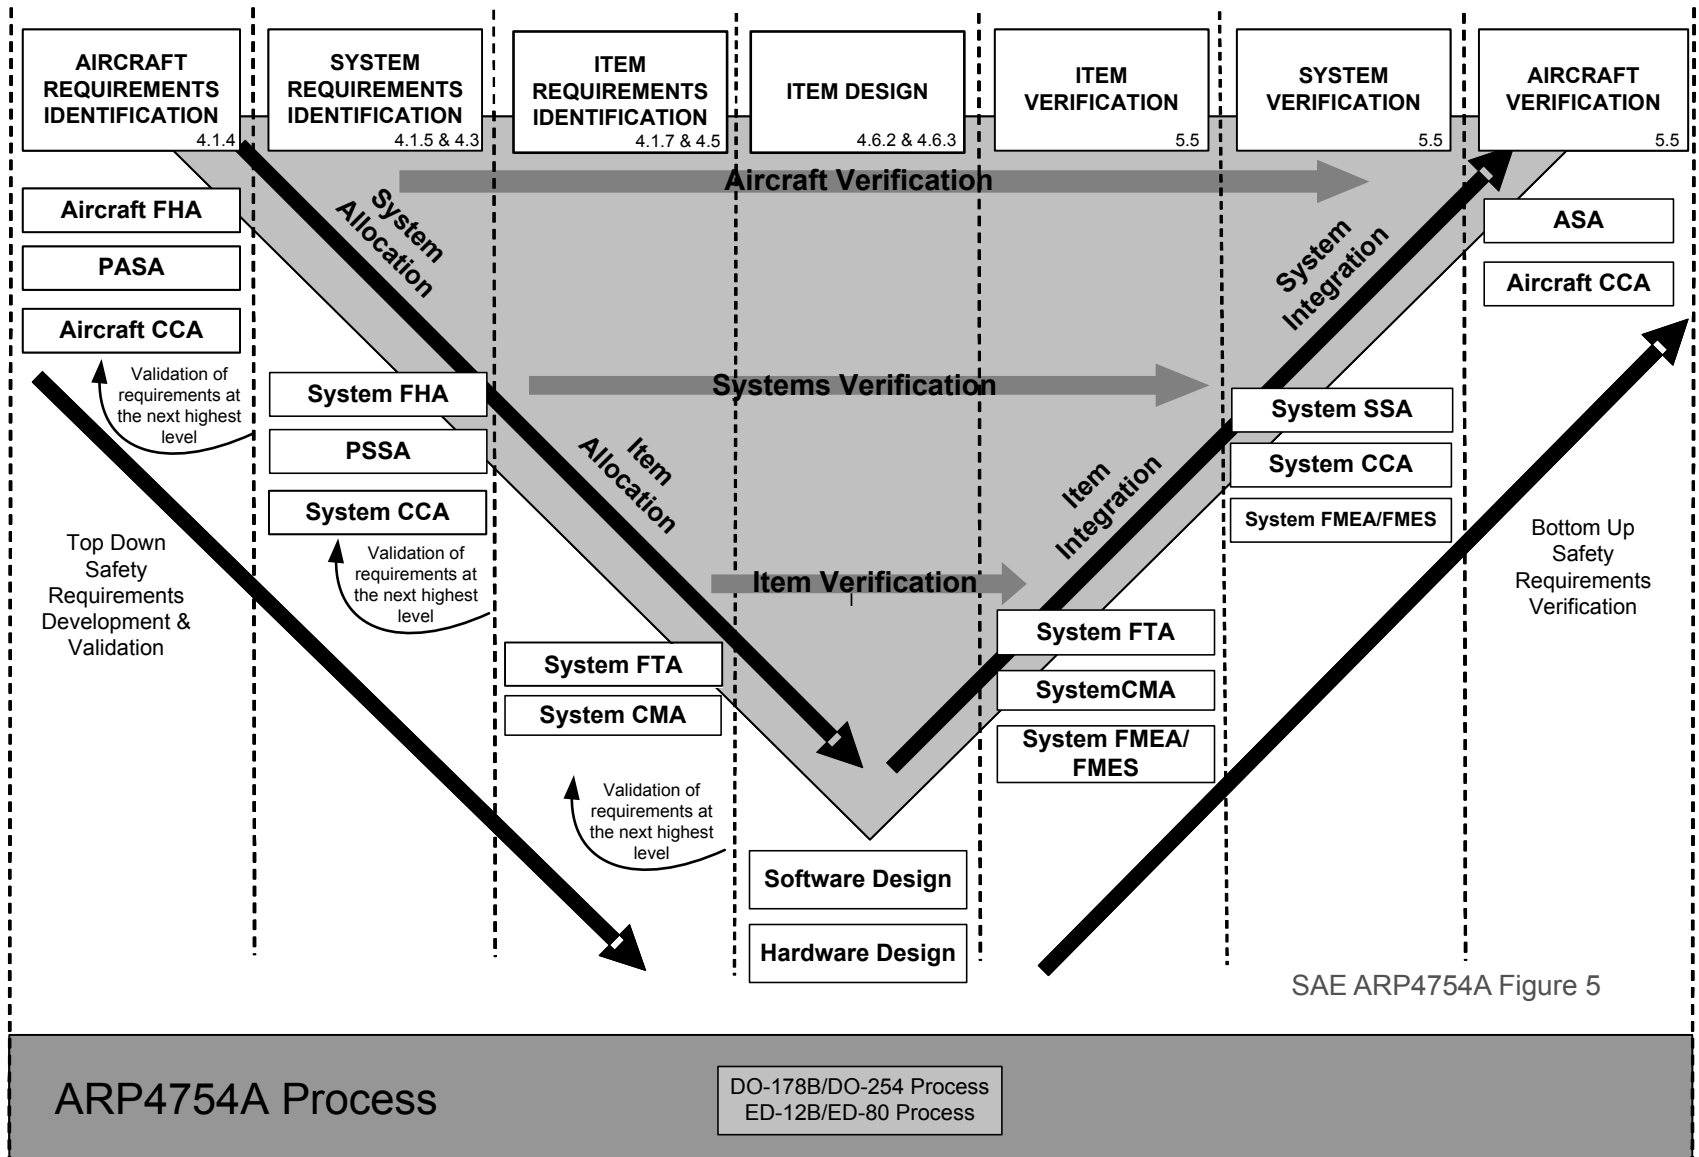 AIRCRAFT
REQUIREMENTS
IDENTIFICATION
4.1.4
SYSTEM
REQUIREMENTS
IDENTIFICATION
4.1.5 & 4.3
ITEM
REQUIREMENTS
IDENTIFICATION
4.1.7 & 4.5
ITEM DESIGN
4.6.2 & 4.6.3
ITEM
VERIFICATION
5.5
SYSTEM
VERIFICATION
5.5
AIRCRAFT
VERIFICATION
5.5
Aircraft FHA
PASA
Aircraft CCA
Validation of
requirements at
the next highest
level
Top Down
Safety
Requirements
Development &
Validation
System
Allocation
System FHA
PSSA
System CCA
Validation of
requirements at
the next highest
level
Item
Allocation
System FTA
System CMA
Validation of
requirements at
the next highest
level
Aircraft Verification
Systems Verification
Item Verification
Software Design
Hardware Design
Item
Integration
System FTA
SystemCMA
System FMEA/
FMES
System
Integration
System SSA
System CCA
System FMEA/FMES
ASA
Aircraft CCA
Bottom Up
Safety
Requirements
Verification
SAE ARP4754A Figure 5
ARP4754A Process
DO-178B/DO-254 Process
ED-12B/ED-80 Process